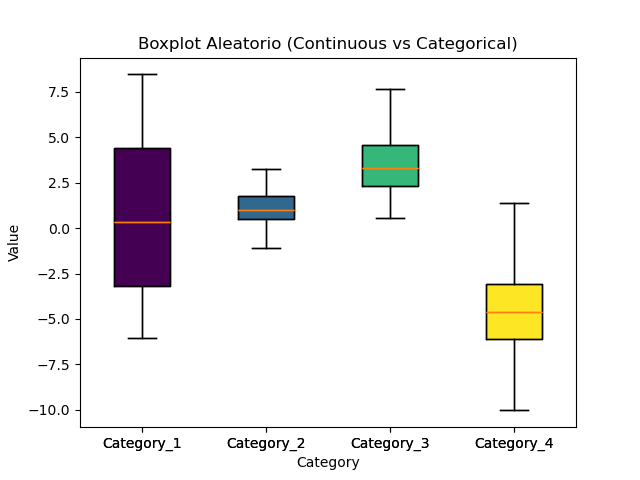 Boxplot Aleatorio (Continuous vs Categorical)
Value
7.5
5.0
2.5
0.0
−2.5
−5.0
−7.5
−10.0
Category_1 Category_2 Category_3 Category_4
Category